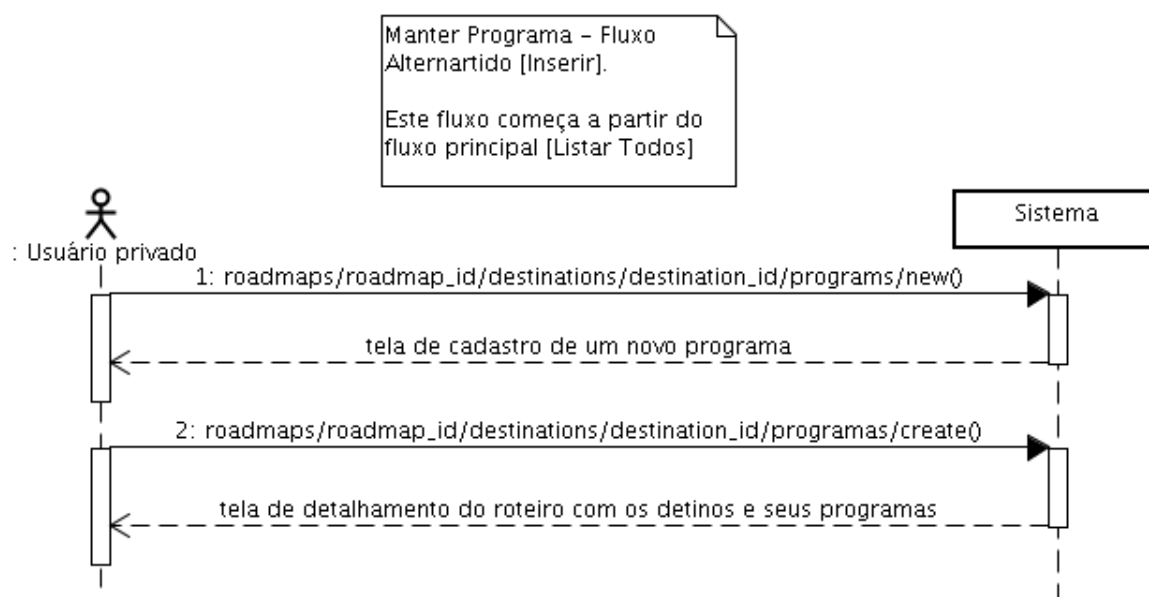 Manter Programa – Fluxo
Alternartido [Inserir].
Este fluxo começa a partir do
fluxo principal [Listar Todos]
: Usuário privado
Sistema
1: roadmaps/roadmap_id/destinations/destination_id/programs/new()
tela de cadastro de um novo programa
2: roadmaps/roadmap_id/destinations/destination_id/programas/create()
tela de detalhamento do roteiro com os detinos e seus programas